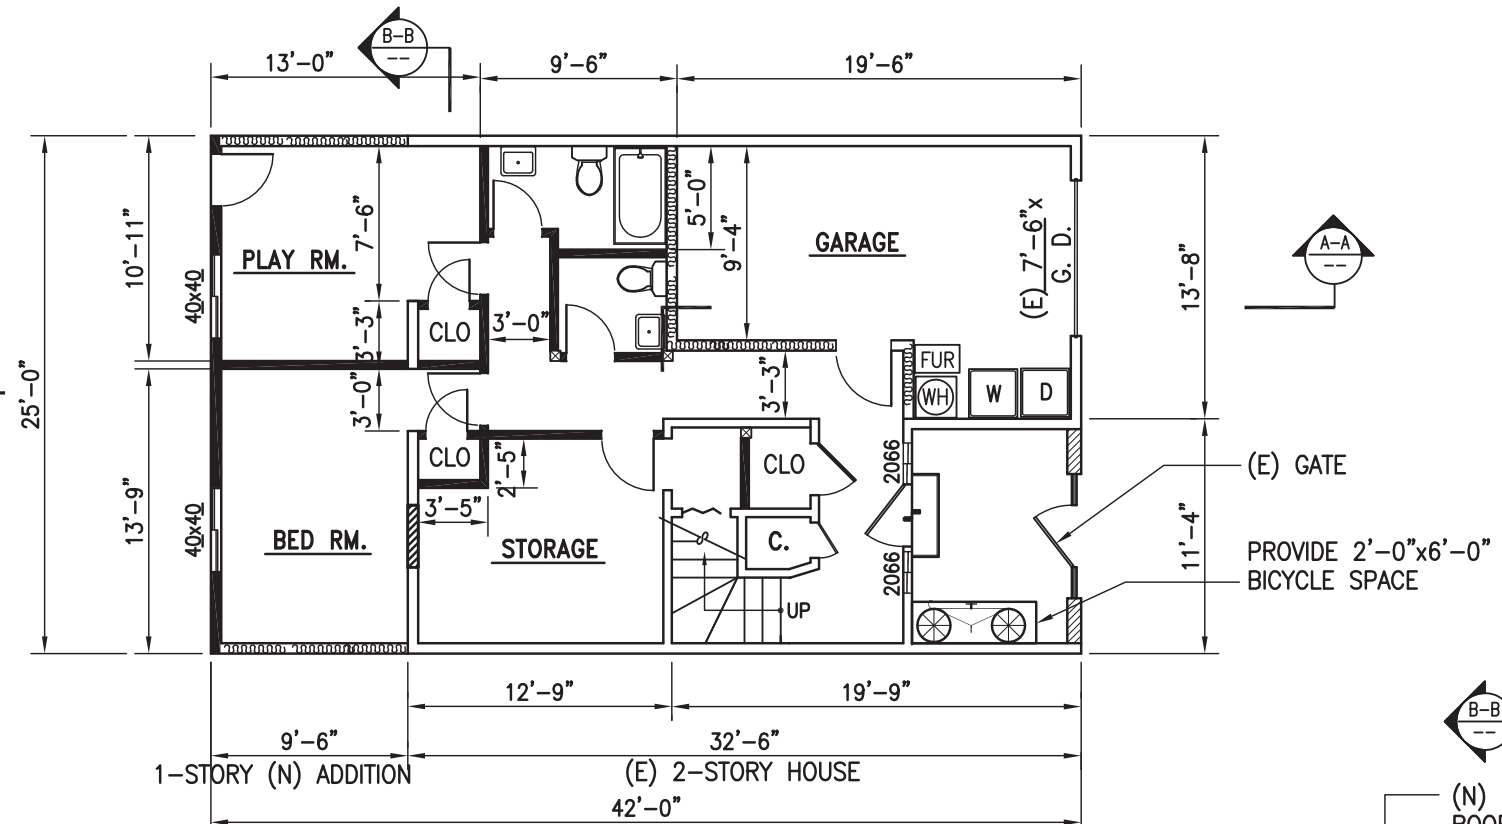 B-B
--
13'-0"
9'-6"
19'-6"
25'-0"
10'-11"
13'-9"
40x40
40x40
PLAY RM.
7'-6"
3'-3"
3'-0"
CLO
CLO
3'-0"
5'-0"
9'-4"
GARAGE
(E) 7'-6"x
G. D.
13'-8"
A-A
--
FUR
WH
W
D
3'-3"
2'-5"
3'-5"
BED RM.
STORAGE
CLO
C.
UP
2066
2066
11'-4"
(E) GATE
PROVIDE 2'-0"x6'-0"
BICYCLE SPACE
12'-9"
19'-9"
9'-6"
32'-6"
1-STORY (N) ADDITION
(E) 2-STORY HOUSE
42'-0"
B-B
--
(N)